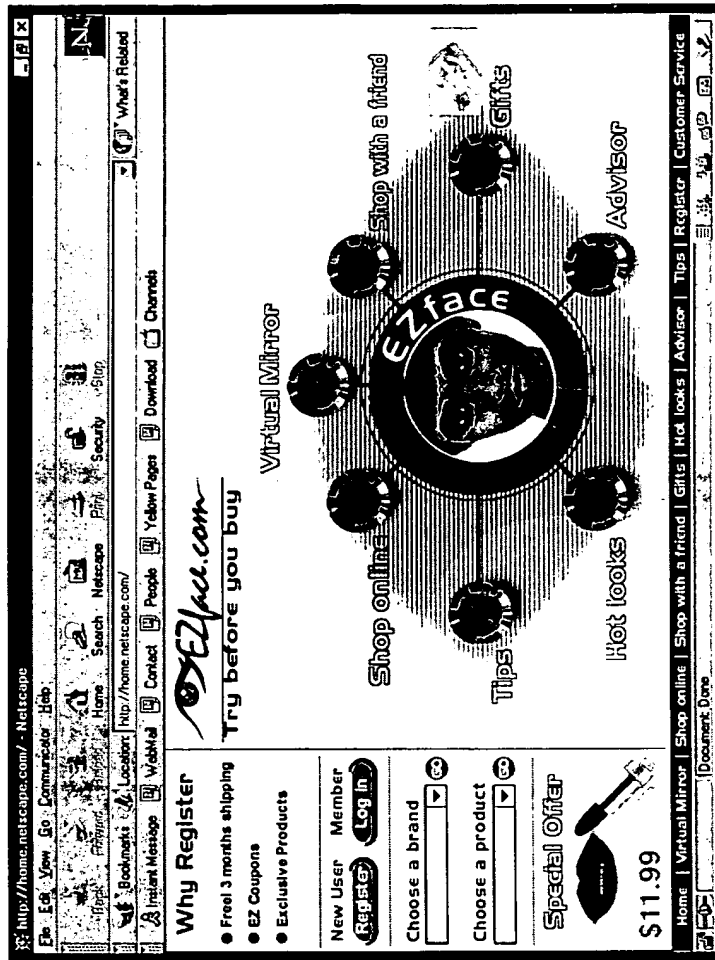 http://home.netscape.com/ - Netscape
File Edit View Go Communicator Help
Back Forward Reload Home Search Netscape Print Security Stop
Bookmarks Location: http://home.netscape.com/ What's Related
Instant Message WebMail Contact People Yellow Pages Download Channels
Why Register
Free! 3 months shipping
EZ Coupons
Exclusive Products
New User Member
Register Log in
Choose a brand
GO
Choose a product
GO
Special Offer
$11.99
EZface.com
Try before you buy
Virtual Mirror
Shop online
Shop with a friend
Tips
EZface
Gifts
Hot looks
Advisor
Home | Virtual Mirror | Shop online | Shop with a friend | Gifts | Hot looks | Advisor | Tips | Register | Customer Service
Document Done